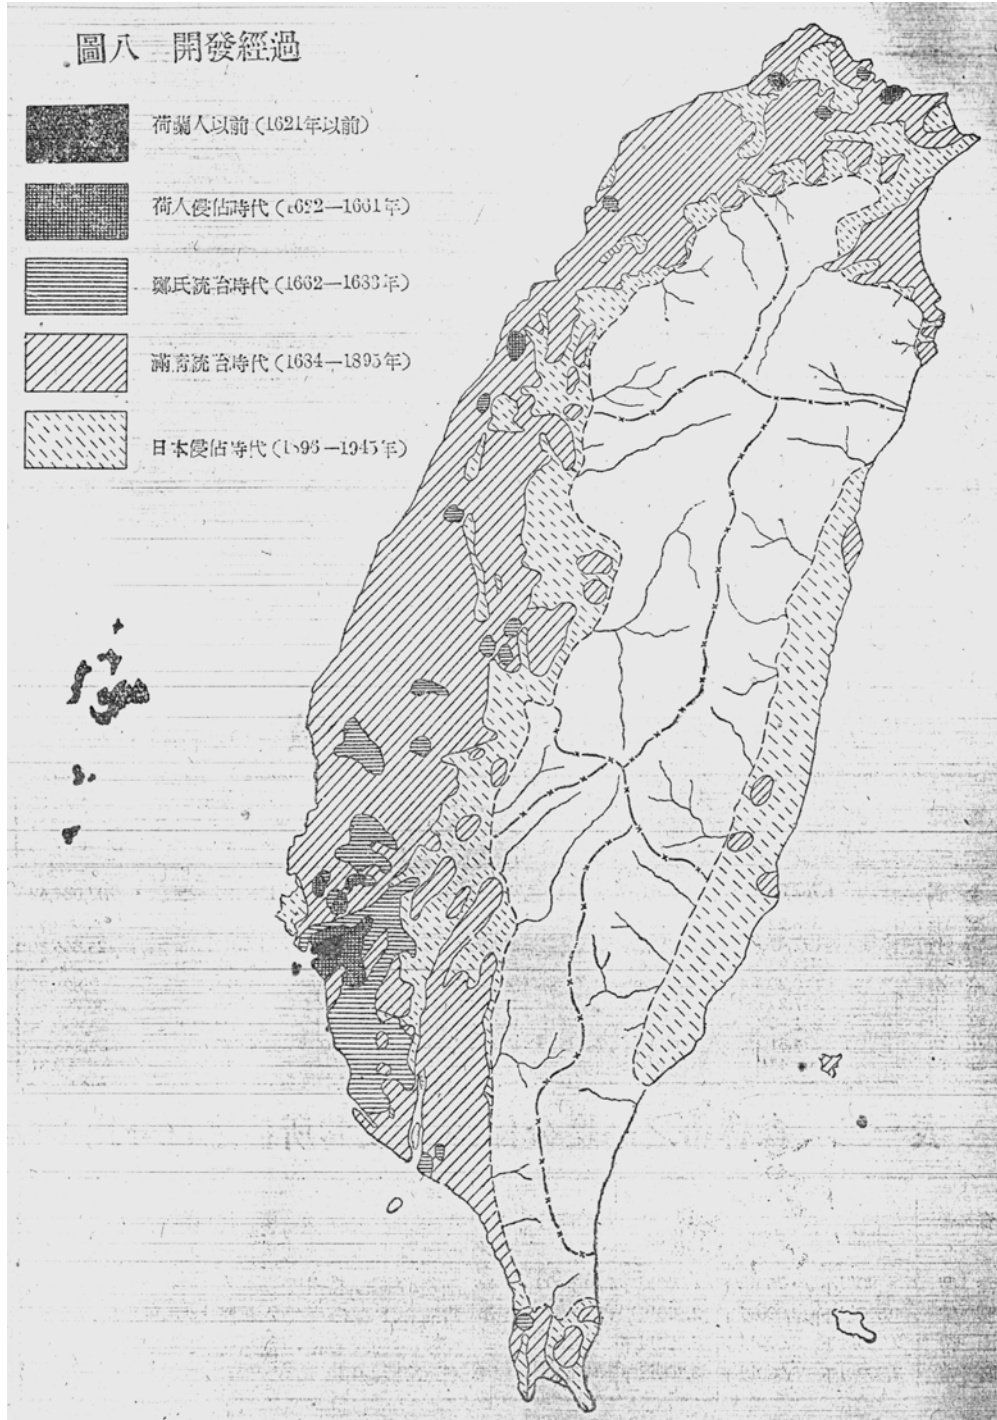 圖八　開發經過
荷蘭人以前(1621年以前)
荷人侵佔時代(1622—1661年)
鄭氏統治時代(1662—1683年)
滿清統治時代(1684—1895年)
日本侵佔時代(1895—1945年)